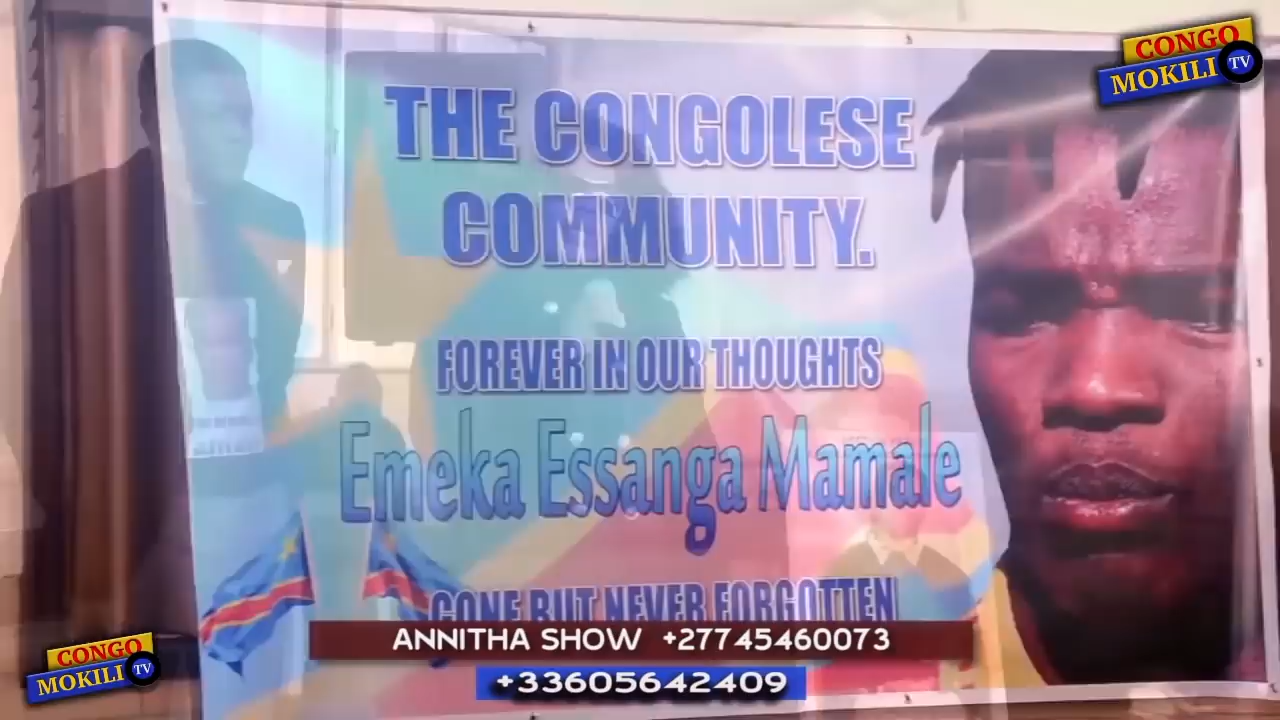 CONGO
MOKILI TV
THE CONGOLESE
COMMUNITY.
FOREVER IN OUR THOUGHTS
Emeka Essanga Mamale
GONE BUT NEVER FORGOTTEN
ANNITHA SHOW +27745460073
+33605642409
CONGO
MOKILI TV